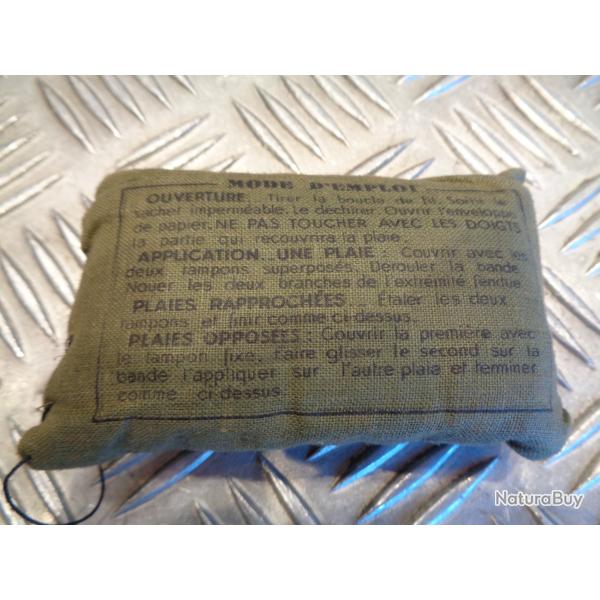 MODE D'EMPLOI
OUVERTURE: Tirer la boucle de fil. Sortir le
sachet imperméable. Le déchirer. Ouvrir l'enveloppe
de papier. NE PAS TOUCHER AVEC LES DOIGTS
la partie qui recouvrira la plaie.
APPLICATION _ UNE PLAIE : Couvrir avec les
deux tampons superposés. Derouler la bande.
Nouer les deux branches de l'extremité fendue
PLAIES RAPPROCHÉES _ Etaler les deux
tampons et finir comme ci-dessus.
PLAIES OPPOSÉES : Couvrir la première avec
le tampon fixe, faire glisser le second sur la
bande l'appliquer sur l'autre plaie et terminer
comme ci-dessus
NaturaBuy